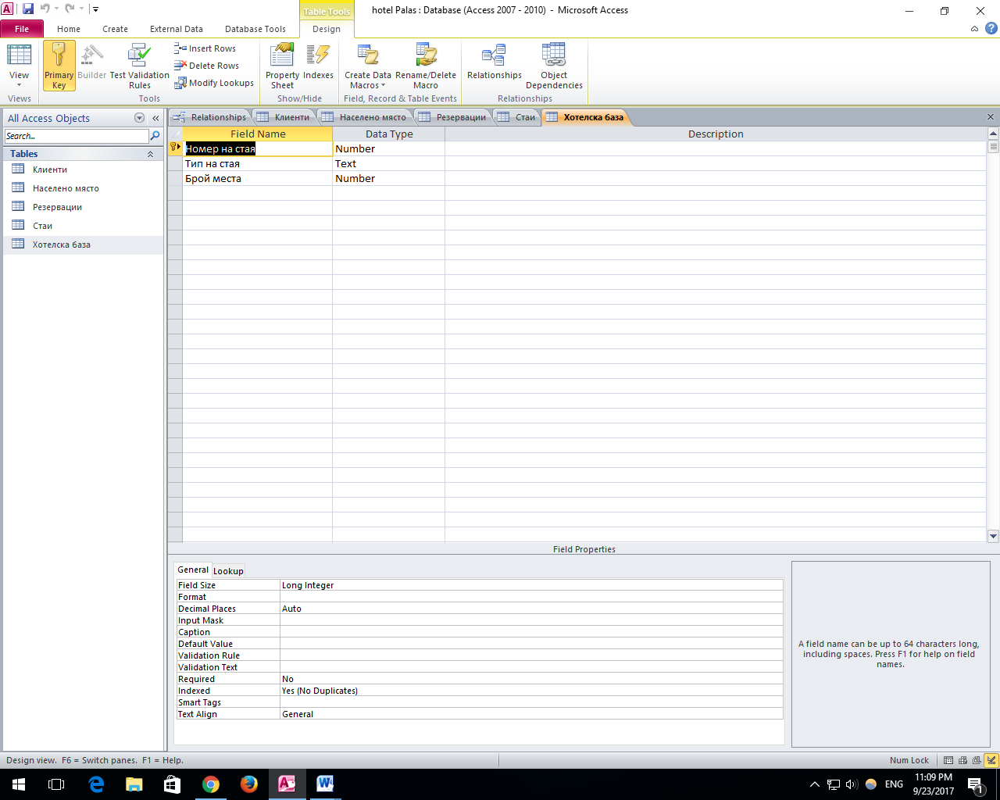 hotel Palas : Database (Access 2007 - 2010) - Microsoft Access
Table Tools
File Home Create External Data Database Tools Design
View
Primary Key
Builder
Test Validation Rules
Insert Rows
Delete Rows
Modify Lookups
Property Sheet
Indexes
Create Data Macros
Rename/Delete Macro
Relationships
Object Dependencies
Views Tools Show/Hide Field, Record & Table Events Relationships
All Access Objects
Search...
Tables
Клиенти
Населено място
Резервации
Стаи
Хотелска база
Relationships Клиенти Населено място Резервации Стаи Хотелска база
Field Name Data Type Description
Номер на стая Number
Тип на стая Text
Брой места Number
Field Properties
General Lookup
Field Size Long Integer
Format
Decimal Places Auto
Input Mask
Caption
Default Value
Validation Rule
Validation Text
Required No
Indexed Yes (No Duplicates)
Smart Tags
Text Align General
A field name can be up to 64 characters long,
including spaces. Press F1 for help on field
names.
Design view. F6 = Switch panes. F1 = Help.
Num Lock
ENG
11:09 PM
9/23/2017
1